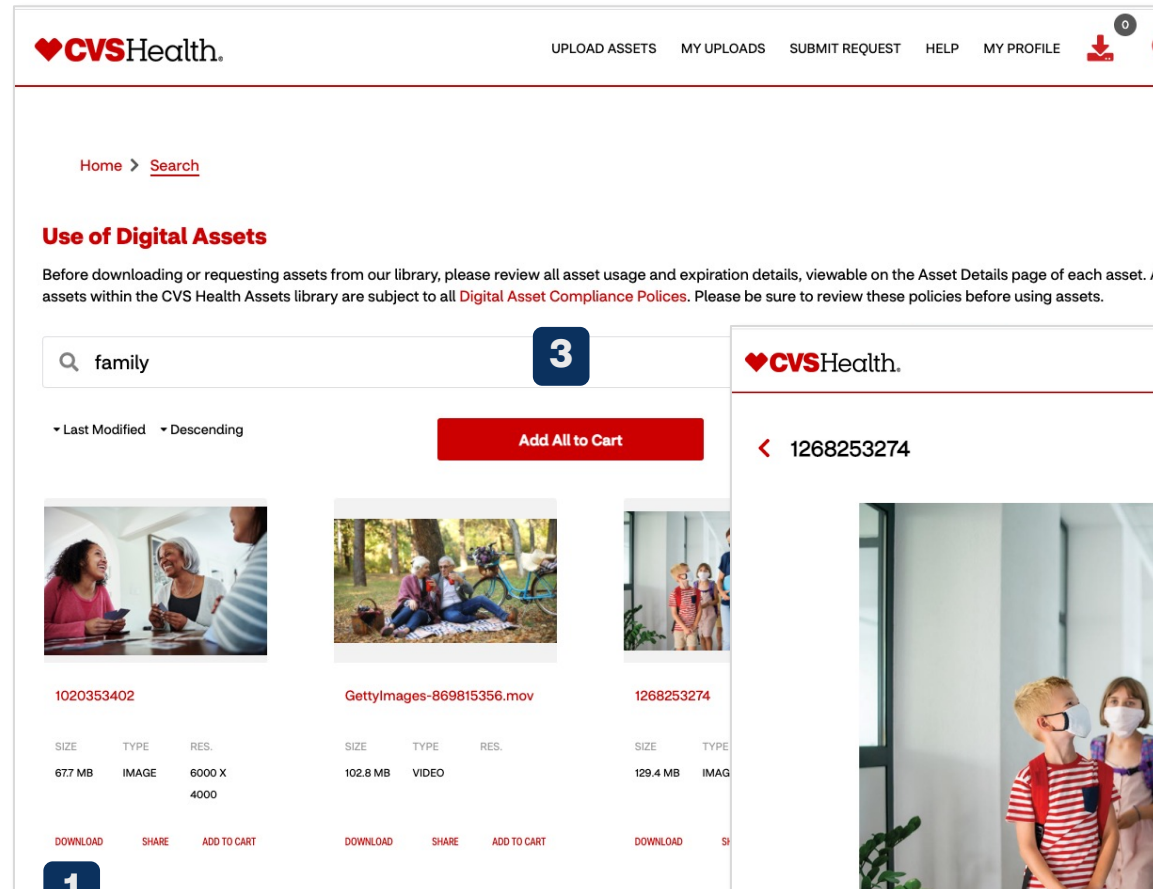 CVSHealth.
UPLOAD ASSETS MY UPLOADS SUBMIT REQUEST HELP MY PROFILE 0
Home > Search
Use of Digital Assets
Before downloading or requesting assets from our library, please review all asset usage and expiration details, viewable on the Asset Details page of each asset.
assets within the CVS Health Assets library are subject to all Digital Asset Compliance Polices. Please be sure to review these policies before using assets.
family
3
Last Modified Descending
Add All to Cart
1020353402
SIZE TYPE RES.
67.7 MB IMAGE 6000 X
4000
DOWNLOAD SHARE ADD TO CART
GettyImages-869815356.mov
SIZE TYPE RES.
102.8 MB VIDEO
DOWNLOAD SHARE ADD TO CART
1268253274
SIZE TYPE
129.4 MB IMAG
DOWNLOAD
1
CVSHealth.
1268253274